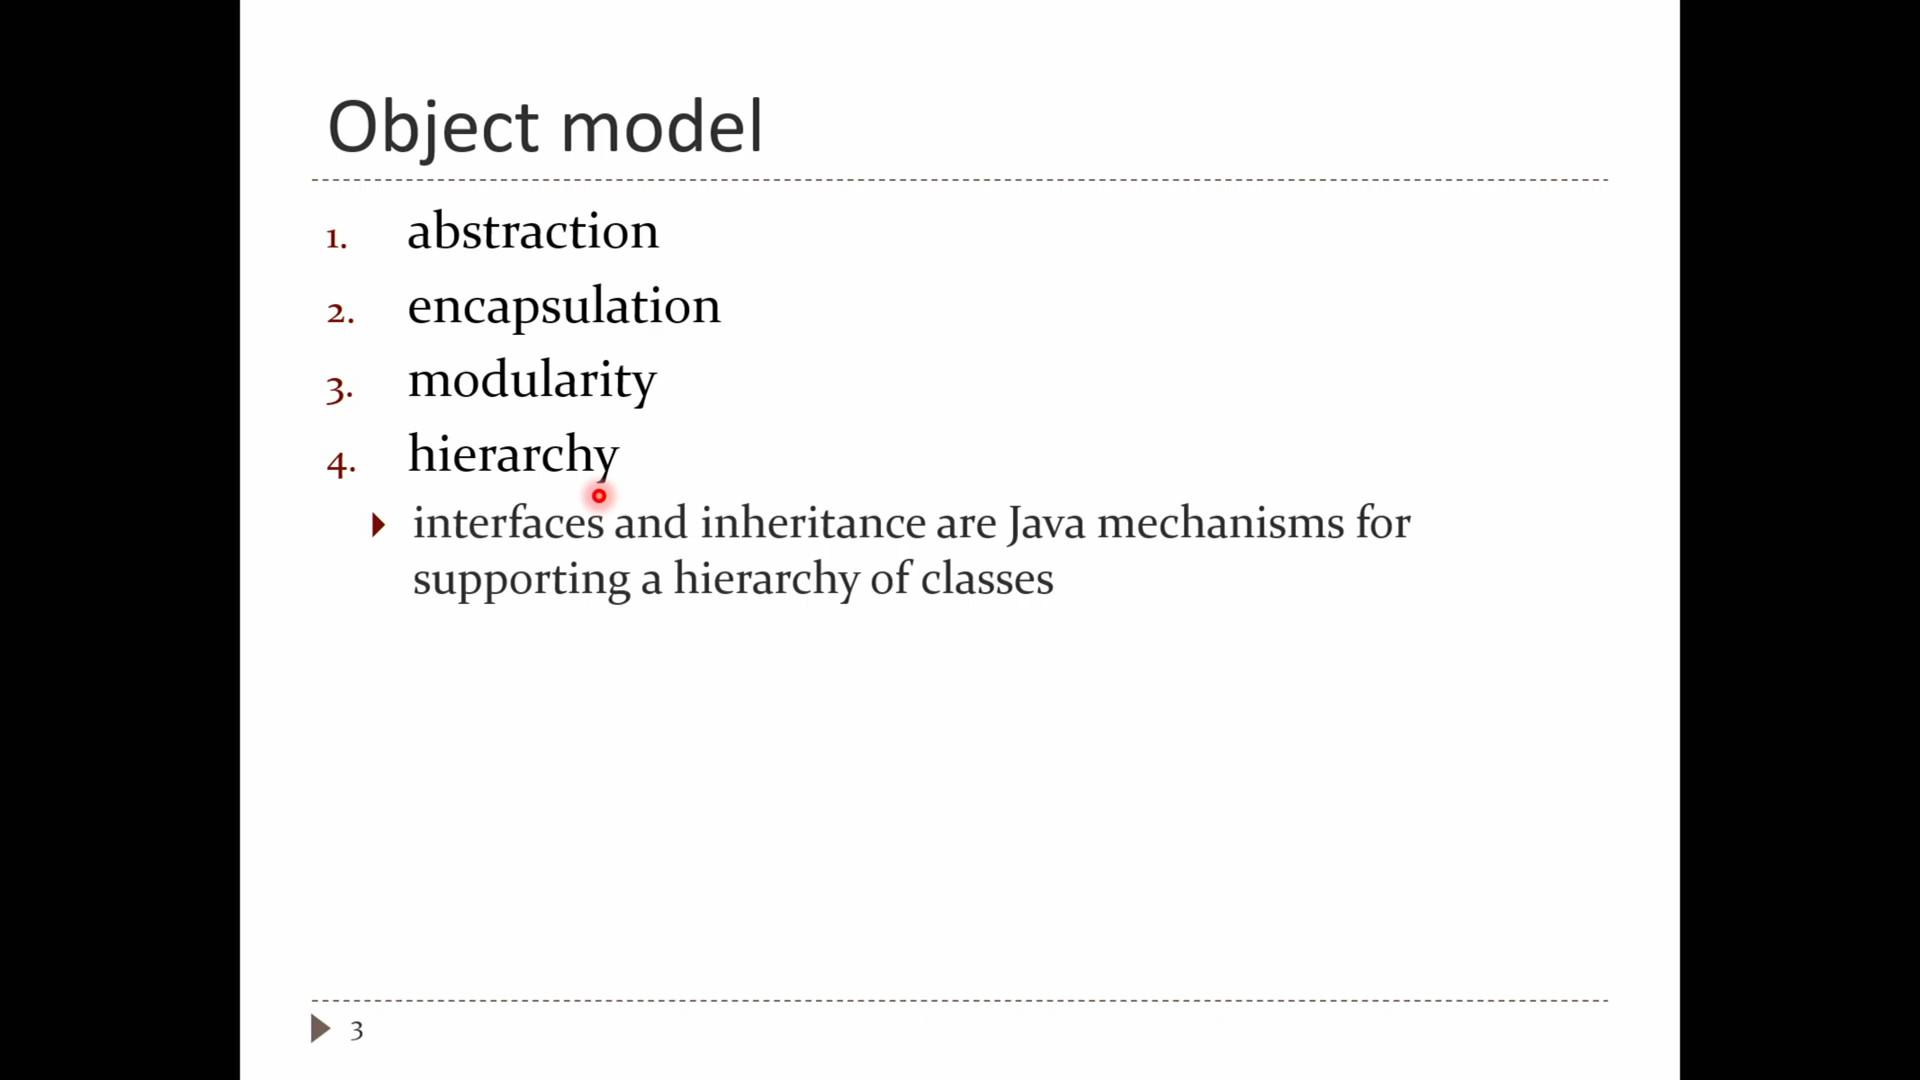 Object model
1. abstraction
2. encapsulation
3. modularity
4. hierarchy
interfaces and inheritance are Java mechanisms for
supporting a hierarchy of classes
3